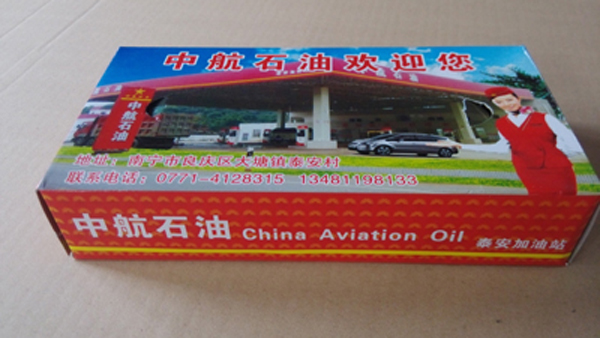 中航石油欢迎您
中航石油
地址：南宁市良庆区大塘镇泰安村
联系电话：0771-4128315 13481198133
中航石油 China Aviation Oil
泰安加油站